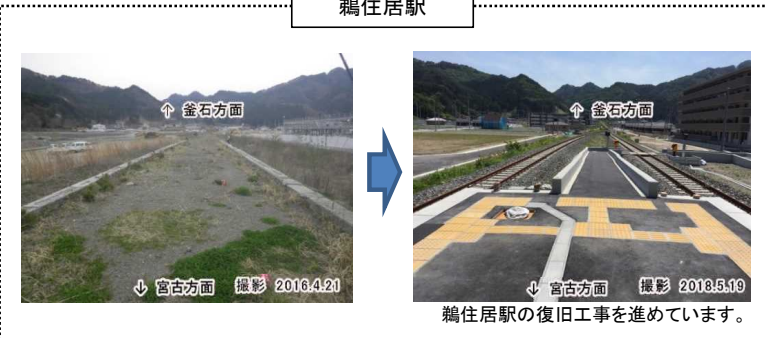 鵜住居駅
↑ 釜石方面
↓ 宮古方面 撮影 2016.4.21
↑ 釜石方面
↓ 宮古方面 撮影 2018.5.19
鵜住居駅の復旧工事を進めています。